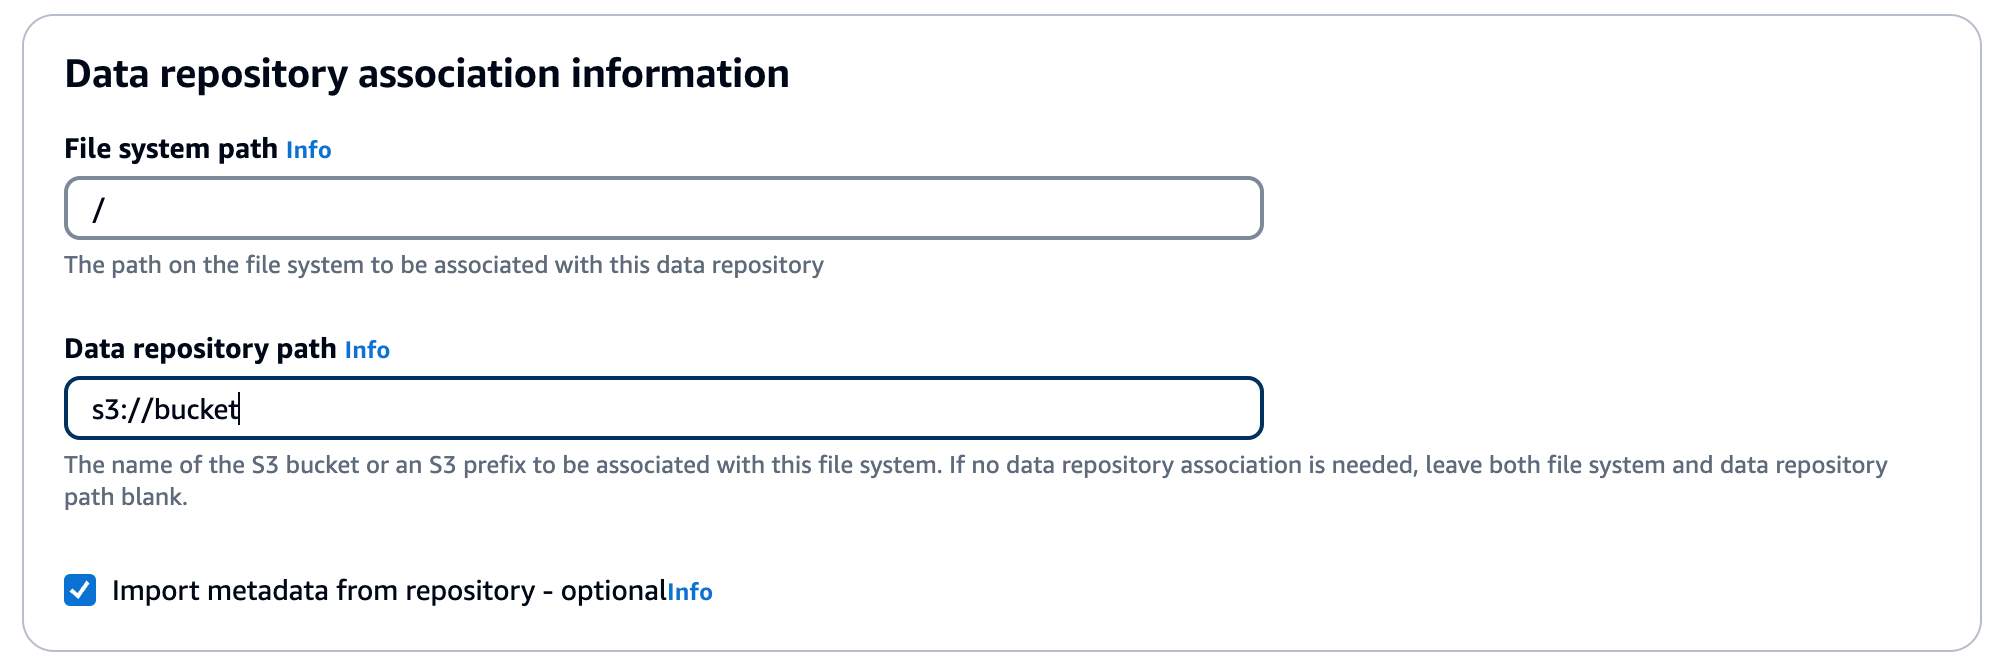 Data repository association information
File system path Info
/
The path on the file system to be associated with this data repository
Data repository path Info
s3://bucket
The name of the S3 bucket or an S3 prefix to be associated with this file system. If no data repository association is needed, leave both file system and data repository
path blank.
Import metadata from repository - optionalInfo